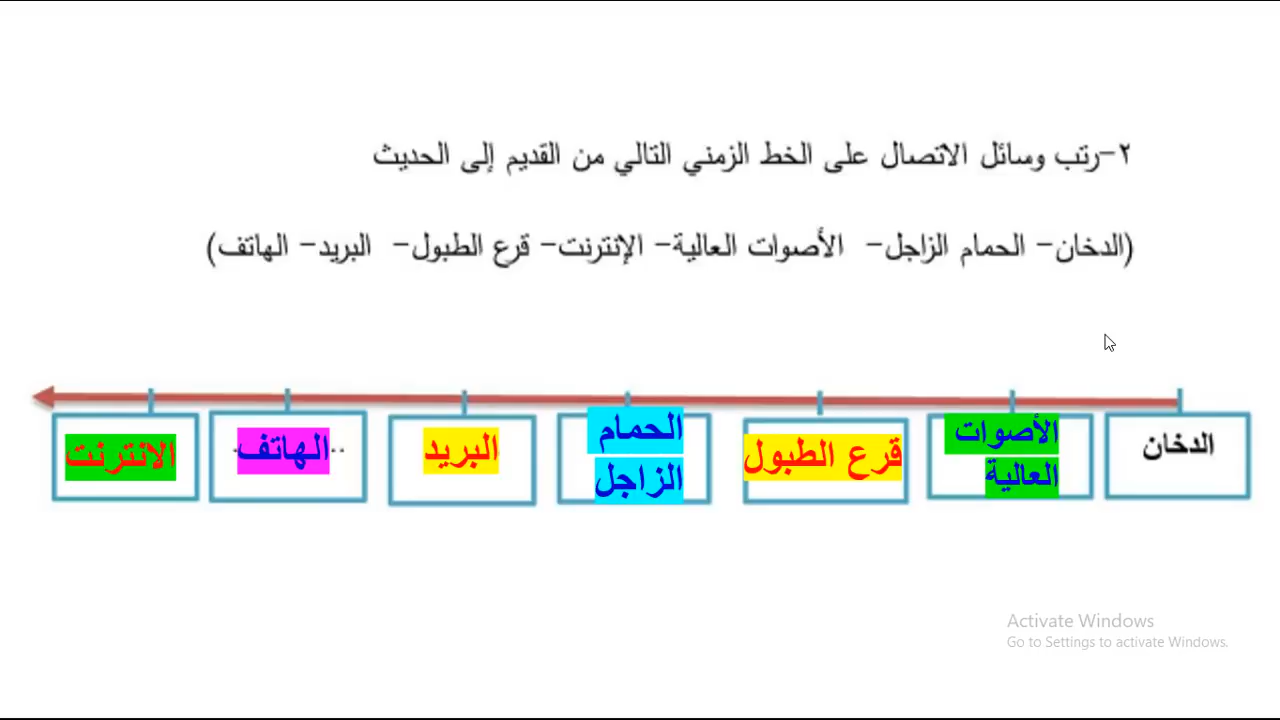 ٢-رتب وسائل الاتصال على الخط الزمني التالي من القديم إلى الحديث
(الدخان- الحمام الزاجل- الأصوات العالية- الإنترنت- قرع الطبول- البريد- الهاتف)
الدخان
الأصوات
العالية
قرع الطبول
الحمام
الزاجل
البريد
..الهاتف.
الانترنت
Activate Windows
Go to Settings to activate Windows.